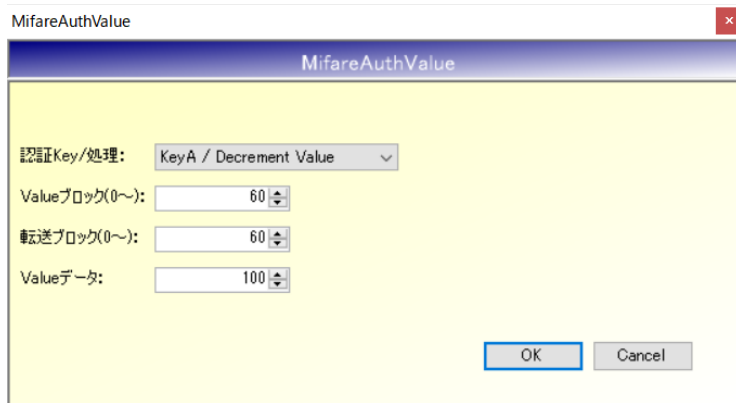 MifareAuthValue
×
MifareAuthValue
認証Key/処理:
KeyA / Decrement Value
Valueブロック(0～):
60
転送ブロック(0～):
60
Valueデータ:
100
OK
Cancel